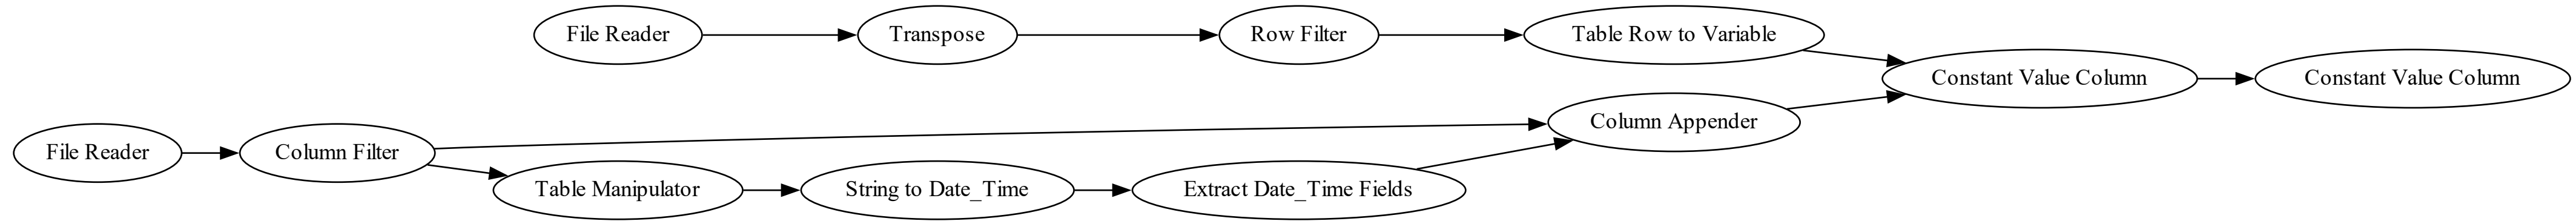 File Reader
Transpose
Row Filter
Table Row to Variable
Constant Value Column
Constant Value Column
Column Appender
File Reader
Column Filter
Table Manipulator
String to Date_Time
Extract Date_Time Fields